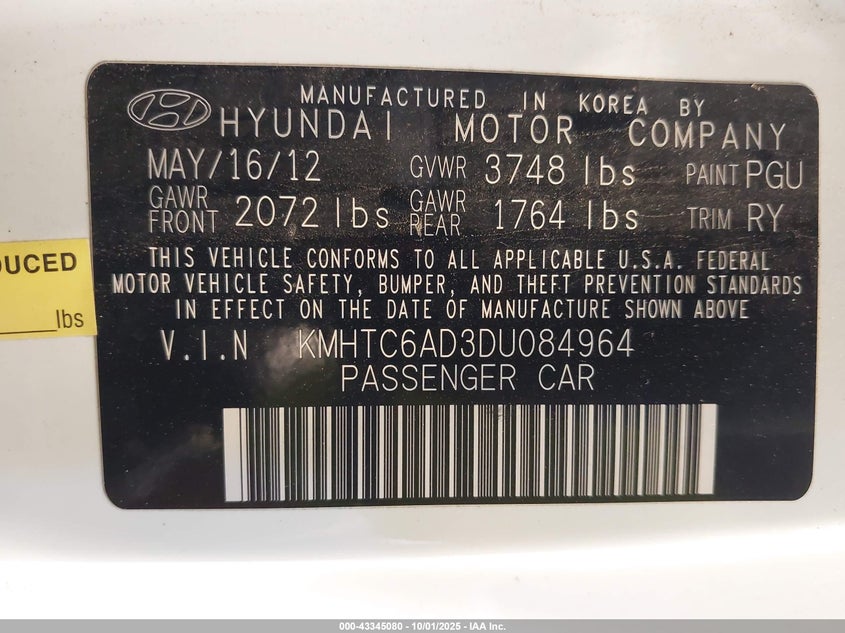 MANUFACTURED IN KOREA BY
HYUNDAI MOTOR COMPANY
MAY/16/12 GVWR 3748 lbs PAINT PGU
GAWR FRONT 2072 lbs GAWR REAR 1764 lbs TRIM RY
THIS VEHICLE CONFORMS TO ALL APPLICABLE U.S.A. FEDERAL
MOTOR VEHICLE SAFETY, BUMPER, AND THEFT PREVENTION STANDARDS
IN EFFECT ON THE DATE OF MANUFACTURE SHOWN ABOVE
V.I.N KMHTC6AD3DU084964
PASSENGER CAR
DUCED
lbs
000-43345080 - 10/01/2025 - IAA Inc.